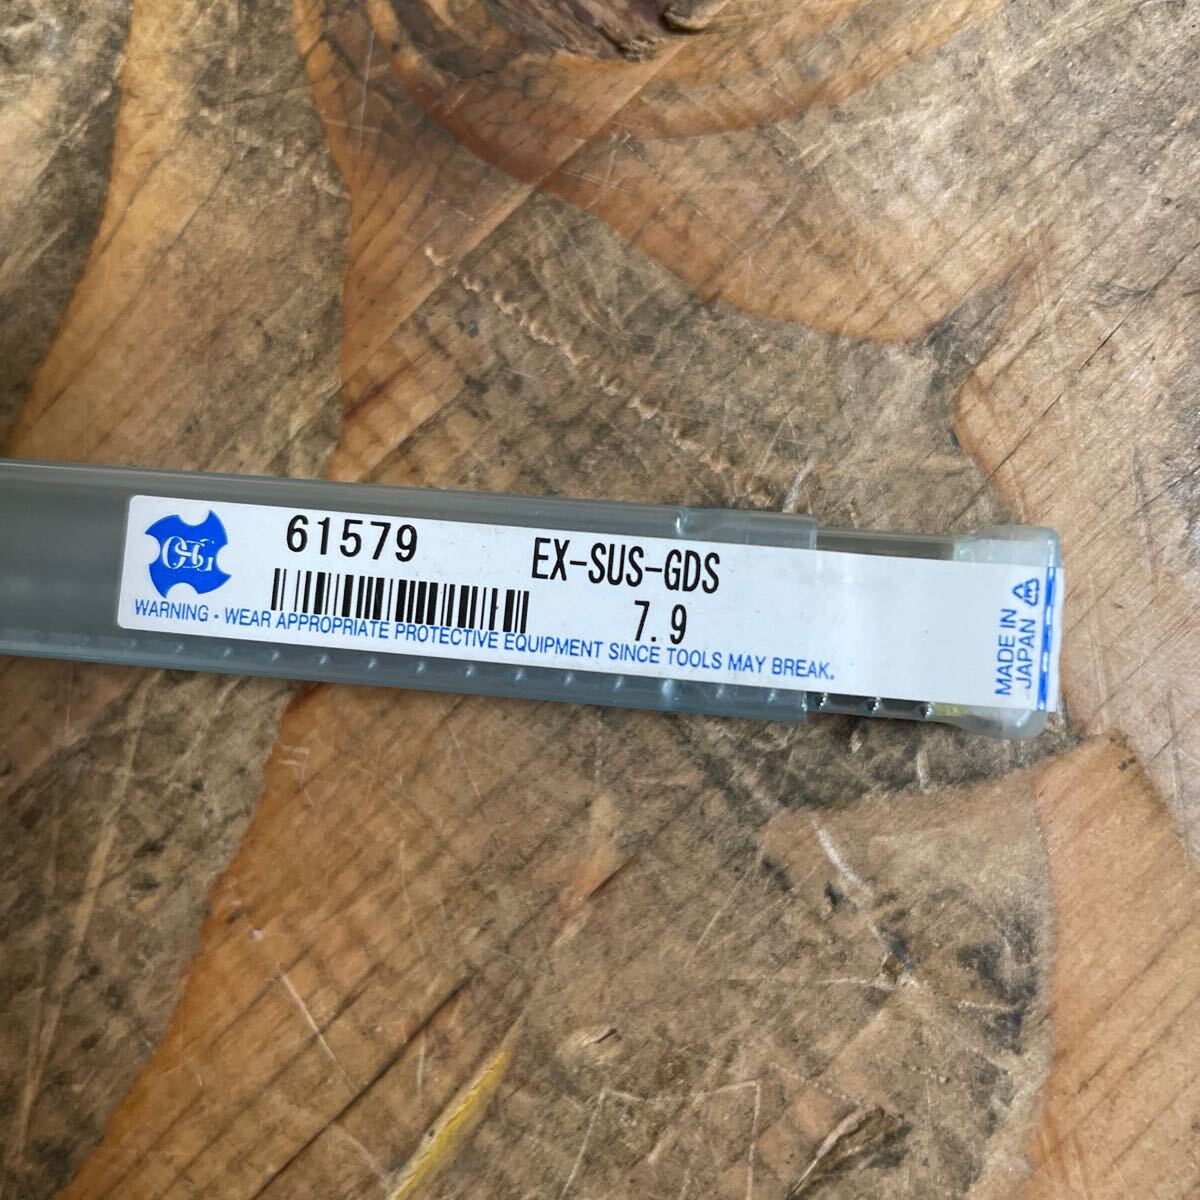 OSG
61579
EX-SUS-GDS
7.9
WARNING - WEAR APPROPRIATE PROTECTIVE EQUIPMENT SINCE TOOLS MAY BREAK.
MADE IN
JAPAN